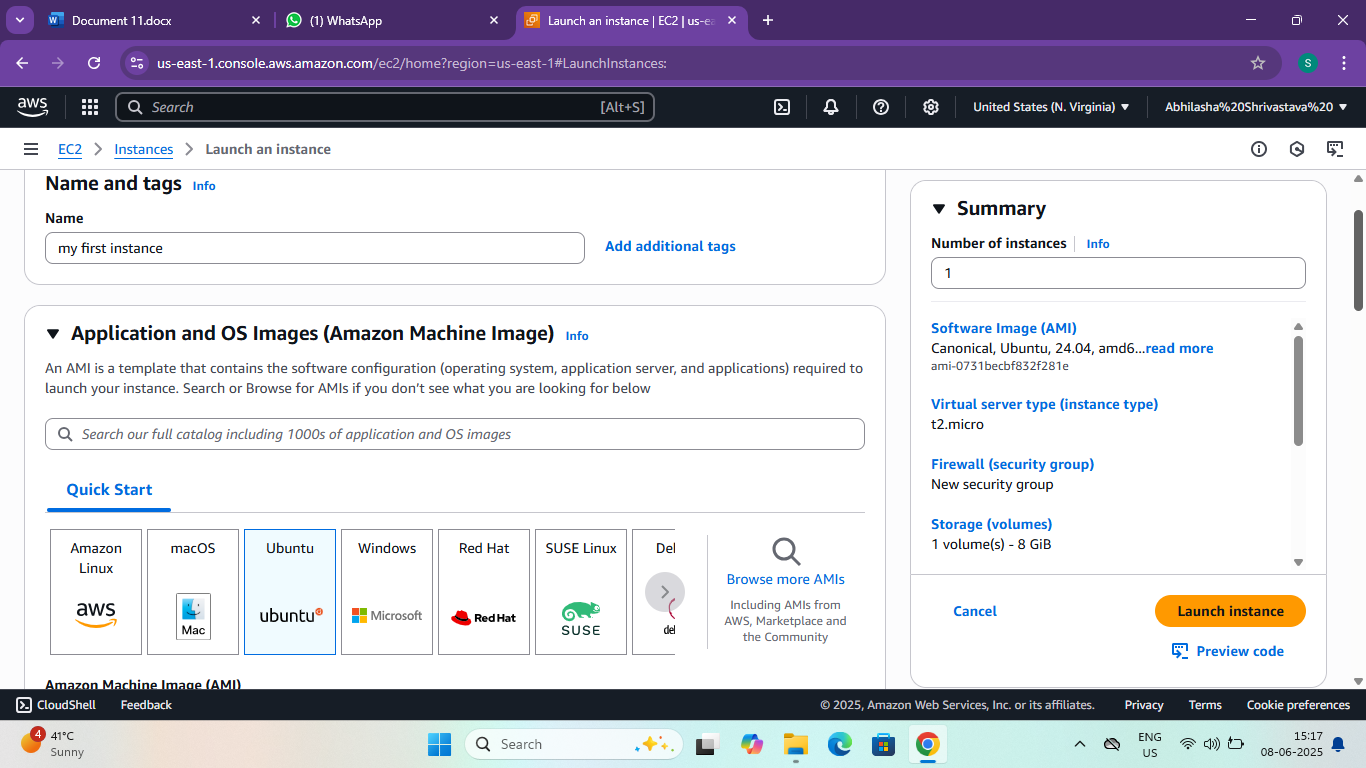 Document 11.docx
(1) WhatsApp
Launch an instance | EC2 | us-ea
us-east-1.console.aws.amazon.com/ec2/home?region=us-east-1#LaunchInstances:
S
aws
Search
[Alt+S]
United States (N. Virginia)
Abhilasha%20Shrivastava%20
EC2
Instances
Launch an instance
Name and tags
Info
Name
my first instance
Add additional tags
Application and OS Images (Amazon Machine Image)
Info
An AMI is a template that contains the software configuration (operating system, application server, and applications) required to
launch your instance. Search or Browse for AMIs if you don't see what you are looking for below
Search our full catalog including 1000s of application and OS images
Quick Start
Amazon
Linux
aws
macOS
Mac
Ubuntu
ubuntu
Windows
Microsoft
Red Hat
Red Hat
SUSE Linux
SUSE
Del
del
Browse more AMIs
Including AMIs from
AWS, Marketplace and
the Community
Amazon Machine Image (AMI)
Summary
Number of instances
Info
1
Software Image (AMI)
Canonical, Ubuntu, 24.04, amd6...read more
ami-0731becbf832f281e
Virtual server type (instance type)
t2.micro
Firewall (security group)
New security group
Storage (volumes)
1 volume(s) - 8 GiB
Cancel
Launch instance
Preview code
CloudShell
Feedback
© 2025, Amazon Web Services, Inc. or its affiliates.
Privacy
Terms
Cookie preferences
4
41°C
Sunny
Search
ENG
US
15:17
08-06-2025